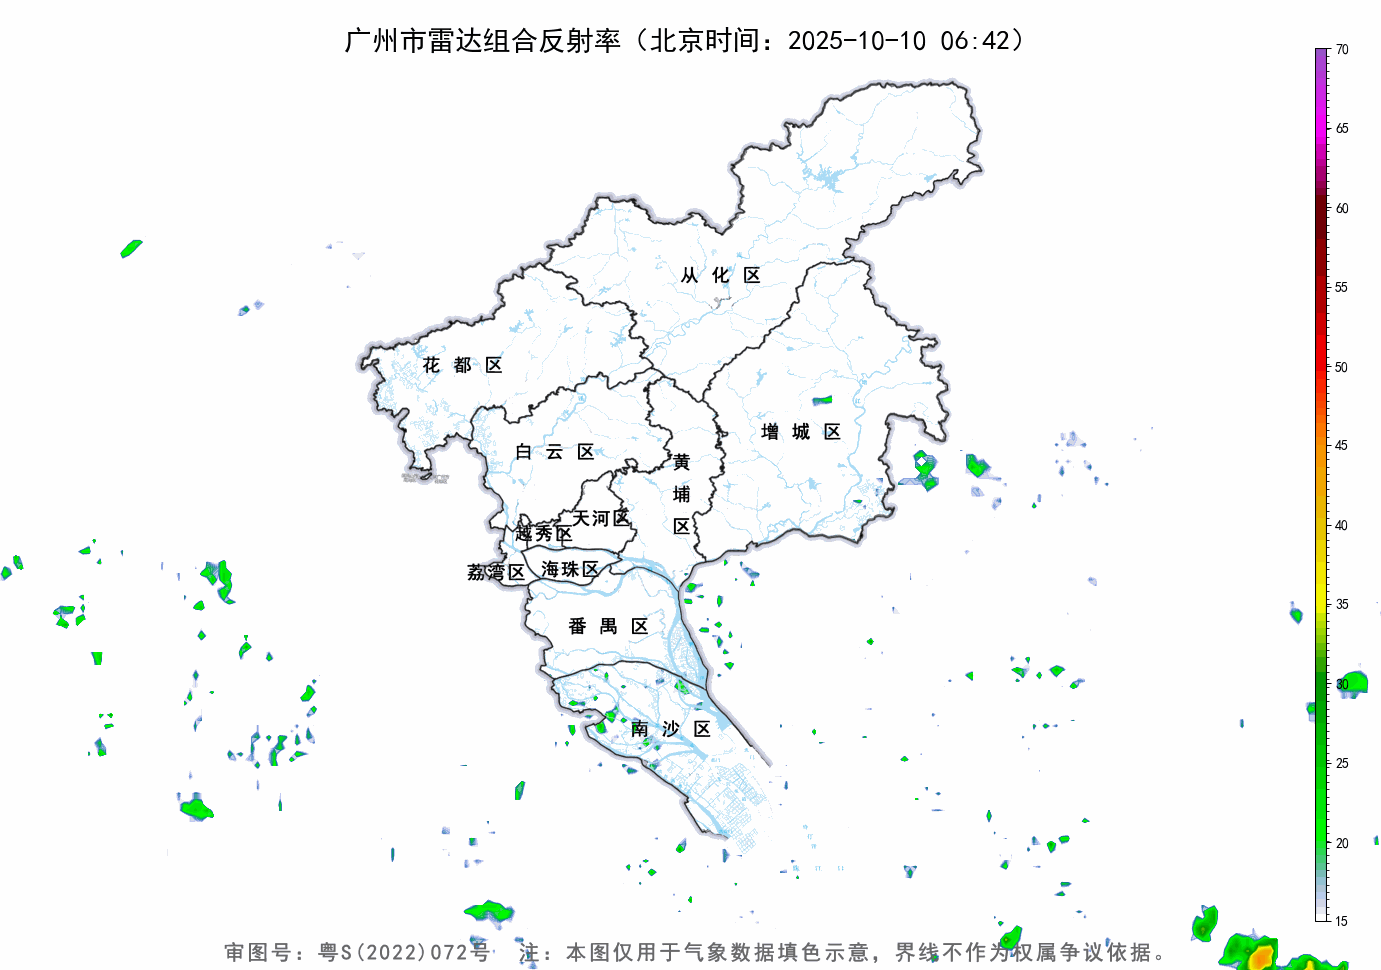 广州市雷达组合反射率（北京时间：2025-10-10 06:42）
70
65
60
55
50
45
40
35
30
25
20
15
从化区
花都区
增城区
白云区
黄埔区
天河区
越秀区
荔湾区
海珠区
番禺区
南沙区
审图号：粤S(2022)072号 注：本图仅用于气象数据填色示意，界线不作为权属争议依据。